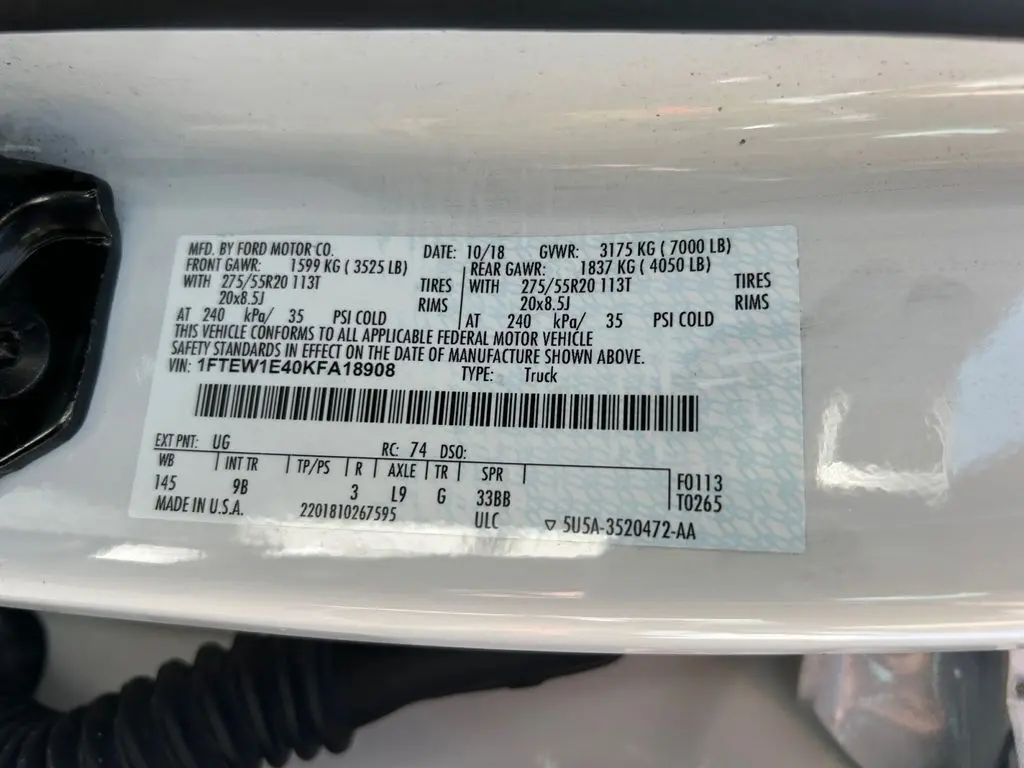 MFD. BY FORD MOTOR CO. DATE: 10/18 GVWR: 3175 KG ( 7000 LB)
FRONT GAWR: 1599 KG ( 3525 LB) REAR GAWR: 1837 KG ( 4050 LB)
WITH 275/55R20 113T TIRES WITH 275/55R20 113T TIRES
20x8.5J RIMS 20x8.5J RIMS
AT 240 kPa/ 35 PSI COLD AT 240 kPa/ 35 PSI COLD
THIS VEHICLE CONFORMS TO ALL APPLICABLE FEDERAL MOTOR VEHICLE
SAFETY STANDARDS IN EFFECT ON THE DATE OF MANUFACTURE SHOWN ABOVE.
VIN: 1FTEW1E40KFA18908 TYPE: Truck
EXT PNT: UG RC: 74 DSO:
WB INT TR TP/PS R AXLE TR SPR F0113
145 9B 3 L9 G 33BB T0265
MADE IN U.S.A. 2201810267595 ULC ▽ 5U5A-3520472-AA